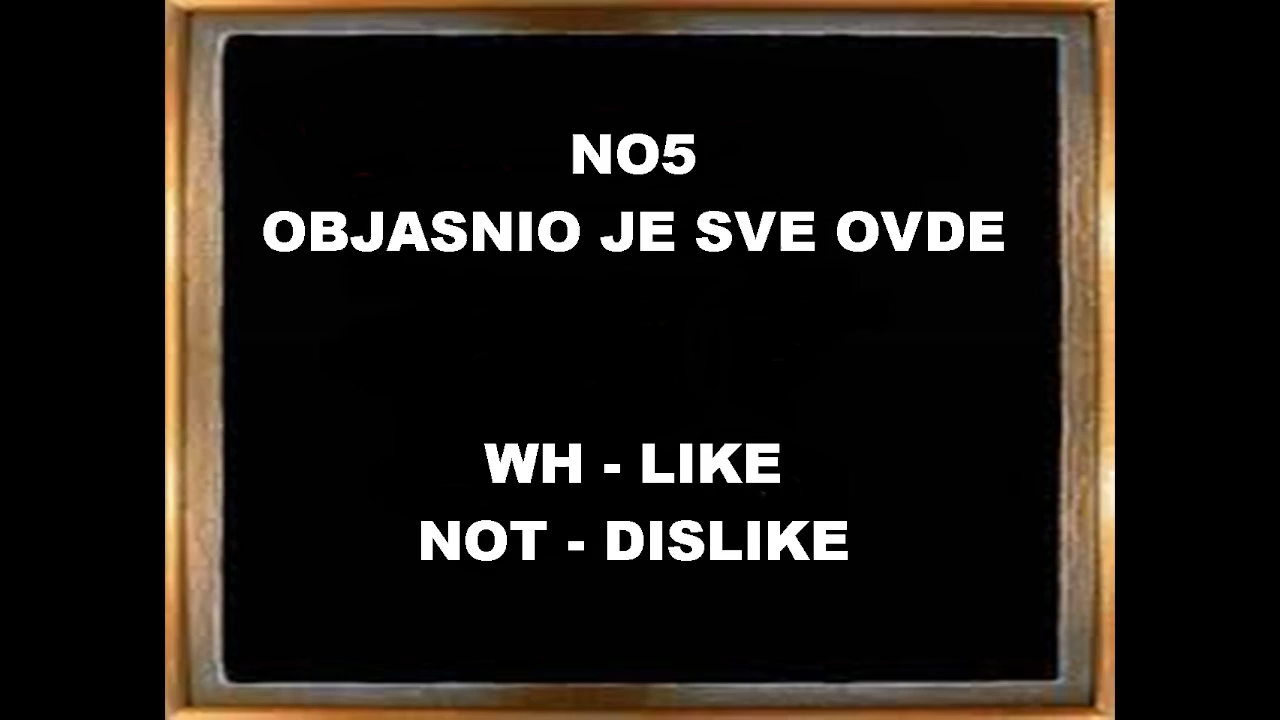 NO5
OBJASNIO JE SVE OVDE
WH - LIKE
NOT - DISLIKE